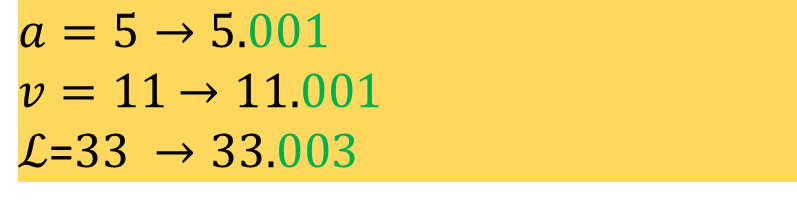 a = 5 → 5.001
v = 11 → 11.001
ℒ=33 → 33.003